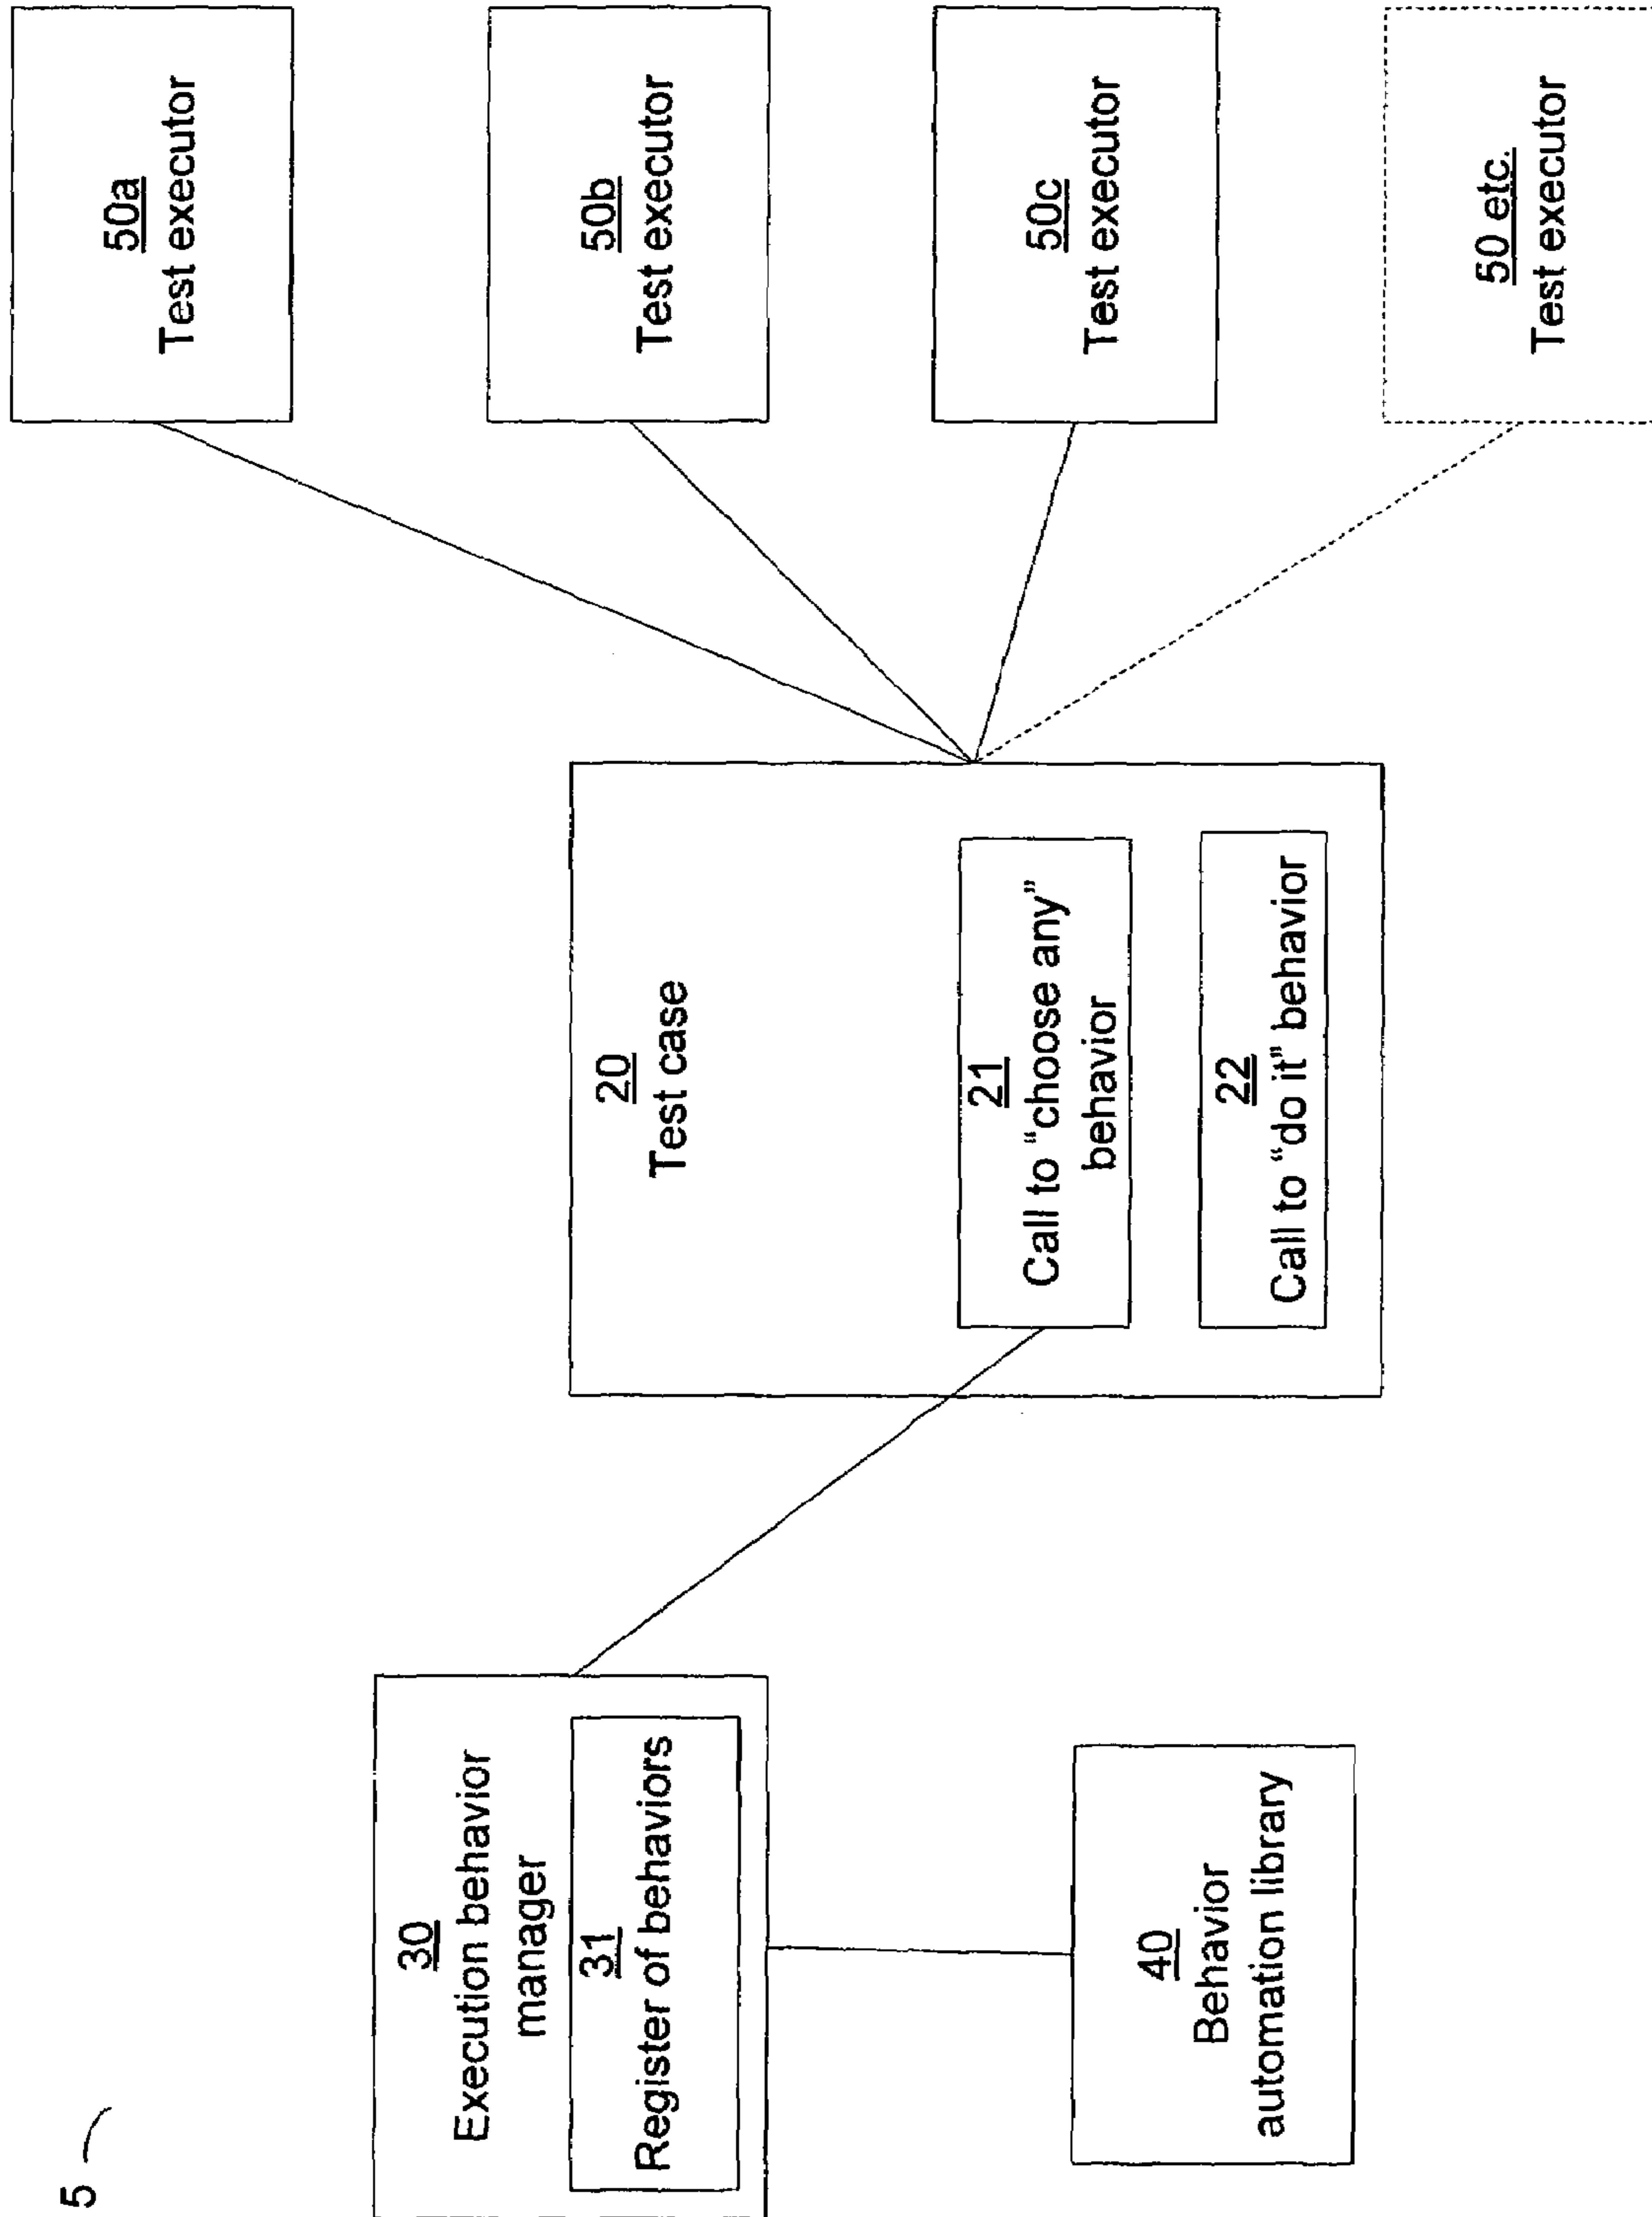 5
30
Execution behavior
manager
31
Register of behaviors
40
Behavior
automation library
20
Test case
21
Call to “choose any”
behavior
22
Call to “do it” behavior
50a
Test executor
50b
Test executor
50c
Test executor
50 etc.
Test executor